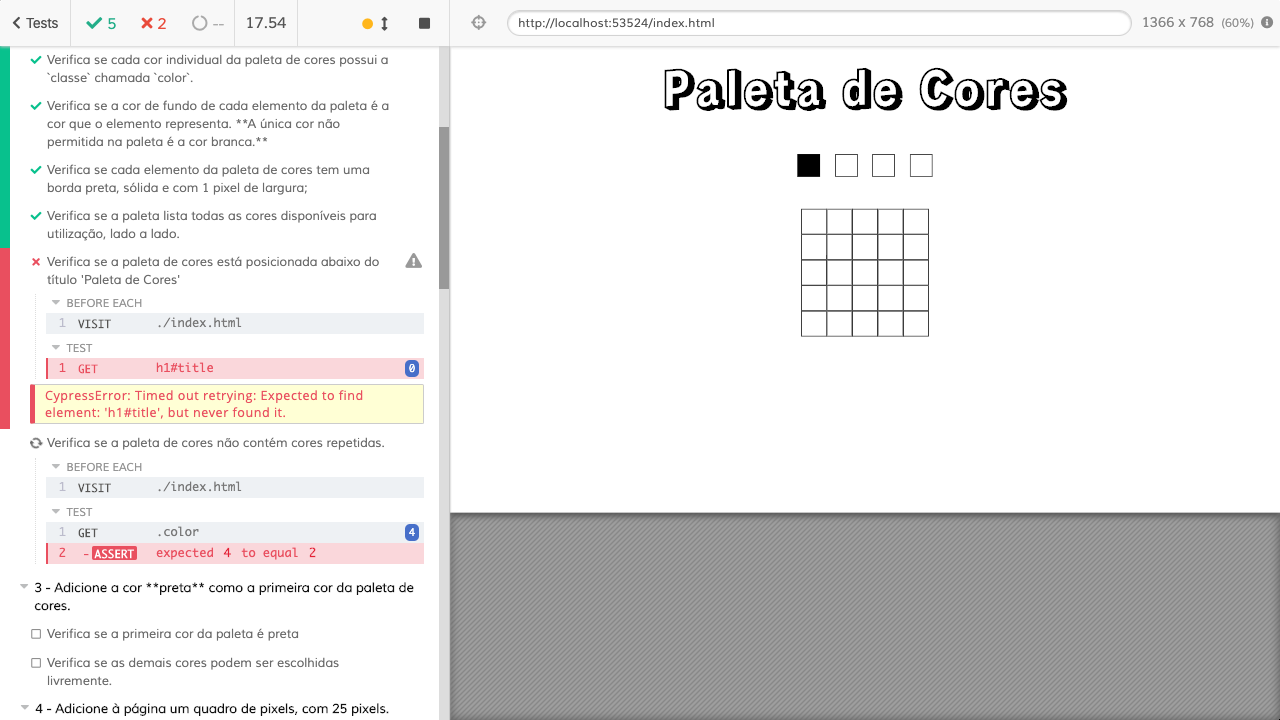 Tests
5
2
--
17.54
http://localhost:53524/index.html
1366 x 768 (60%)
Verifica se cada cor individual da paleta de cores possui a
`classe` chamada `color`.
Verifica se a cor de fundo de cada elemento da paleta é a
cor que o elemento representa. **A única cor não
permitida na paleta é a cor branca.**
Verifica se cada elemento da paleta de cores tem uma
borda preta, sólida e com 1 pixel de largura;
Verifica se a paleta lista todas as cores disponíveis para
utilização, lado a lado.
Verifica se a paleta de cores está posicionada abaixo do
título 'Paleta de Cores'
BEFORE EACH
1 VISIT ./index.html
TEST
1 GET h1#title 0
CypressError: Timed out retrying: Expected to find
element: 'h1#title', but never found it.
Verifica se a paleta de cores não contém cores repetidas.
BEFORE EACH
1 VISIT ./index.html
TEST
1 GET .color 4
2 -ASSERT expected 4 to equal 2
3 - Adicione a cor **preta** como a primeira cor da paleta de
cores.
Verifica se a primeira cor da paleta é preta
Verifica se as demais cores podem ser escolhidas
livremente.
4 - Adicione à página um quadro de pixels, com 25 pixels.
Paleta de Cores